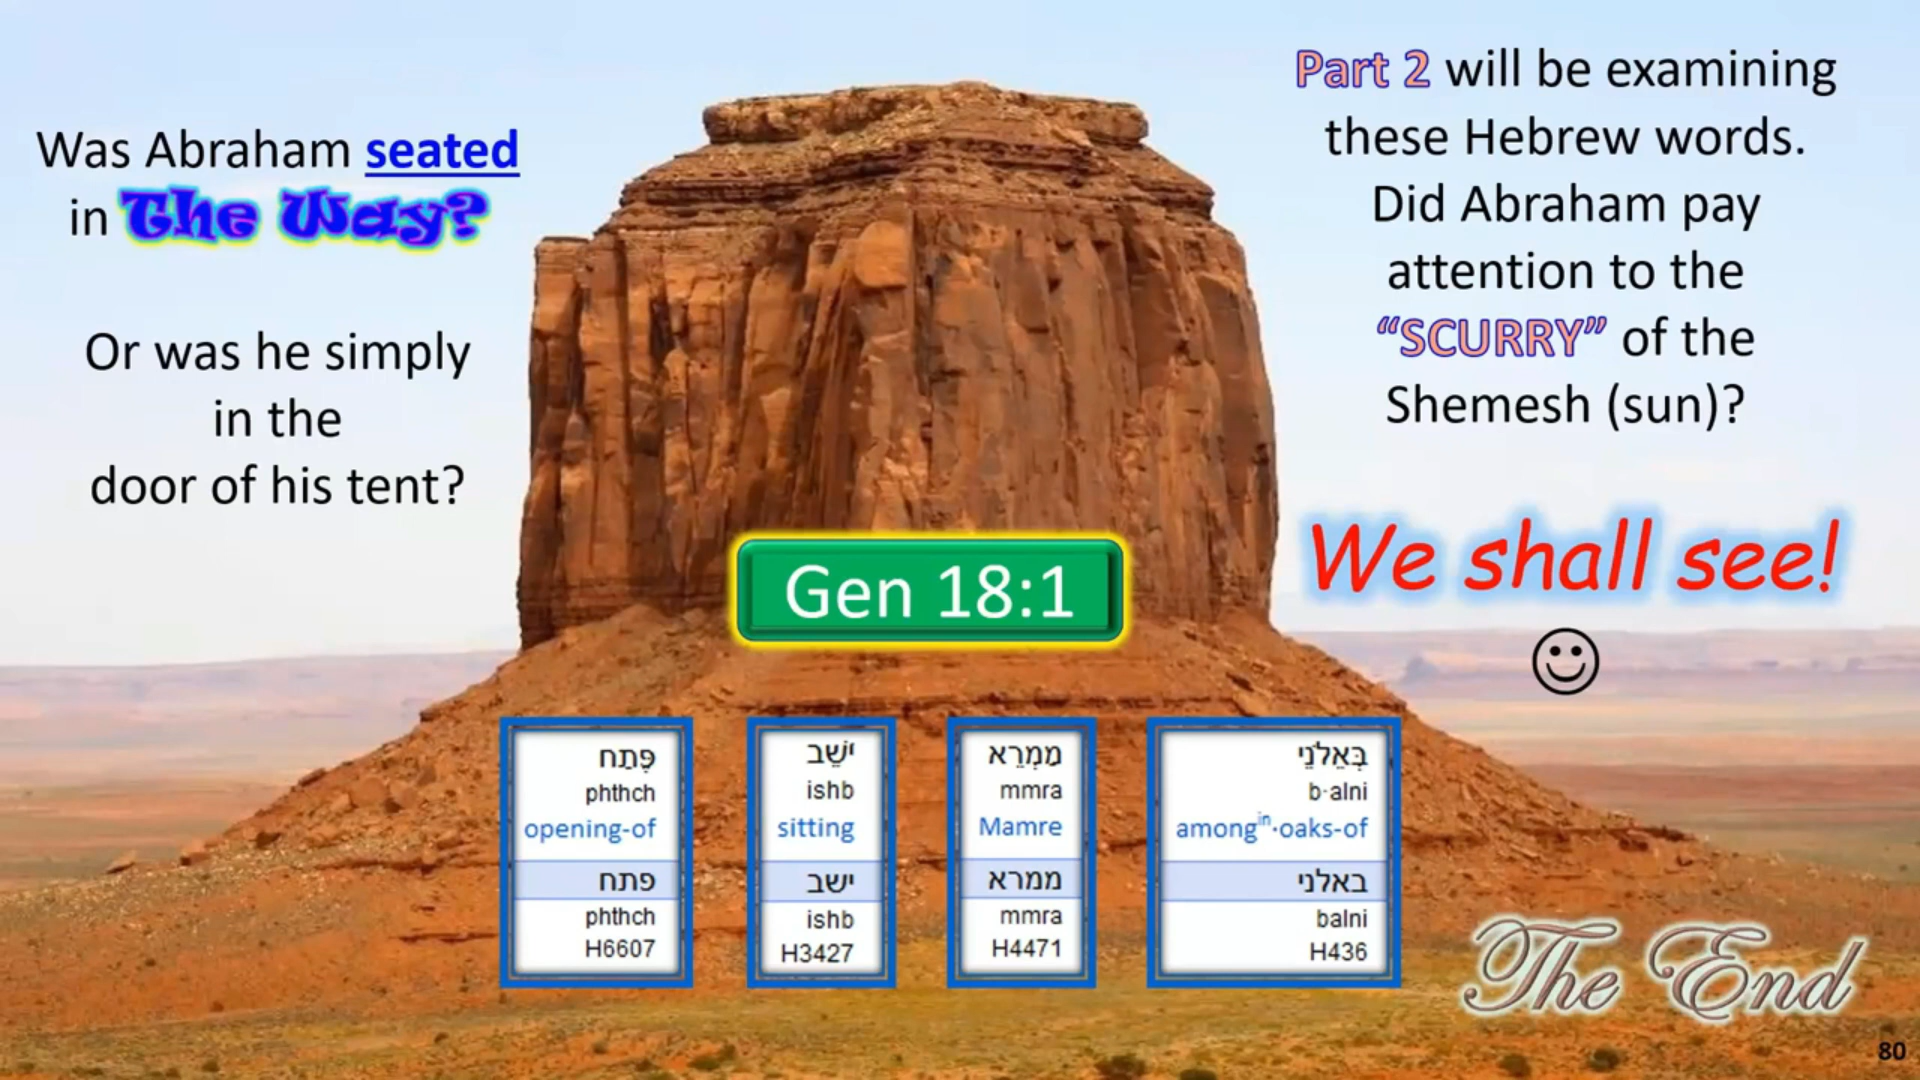 Was Abraham seated
in The Way?
Or was he simply
in the
door of his tent?
Part 2 will be examining
these Hebrew words.
Did Abraham pay
attention to the
“SCURRY” of the
Shemesh (sun)?
We shall see!
☺
Gen 18:1
פֶּתַח
phthch
opening-of
פתח
phthch
H6607
יֹשֵׁב
ishb
sitting
ישב
ishb
H3427
מַמְרֵא
mmra
Mamre
ממרא
mmra
H4471
בְּאֵלֹנֵי
b·alni
among in·oaks-of
באלני
balni
H436
The End
80